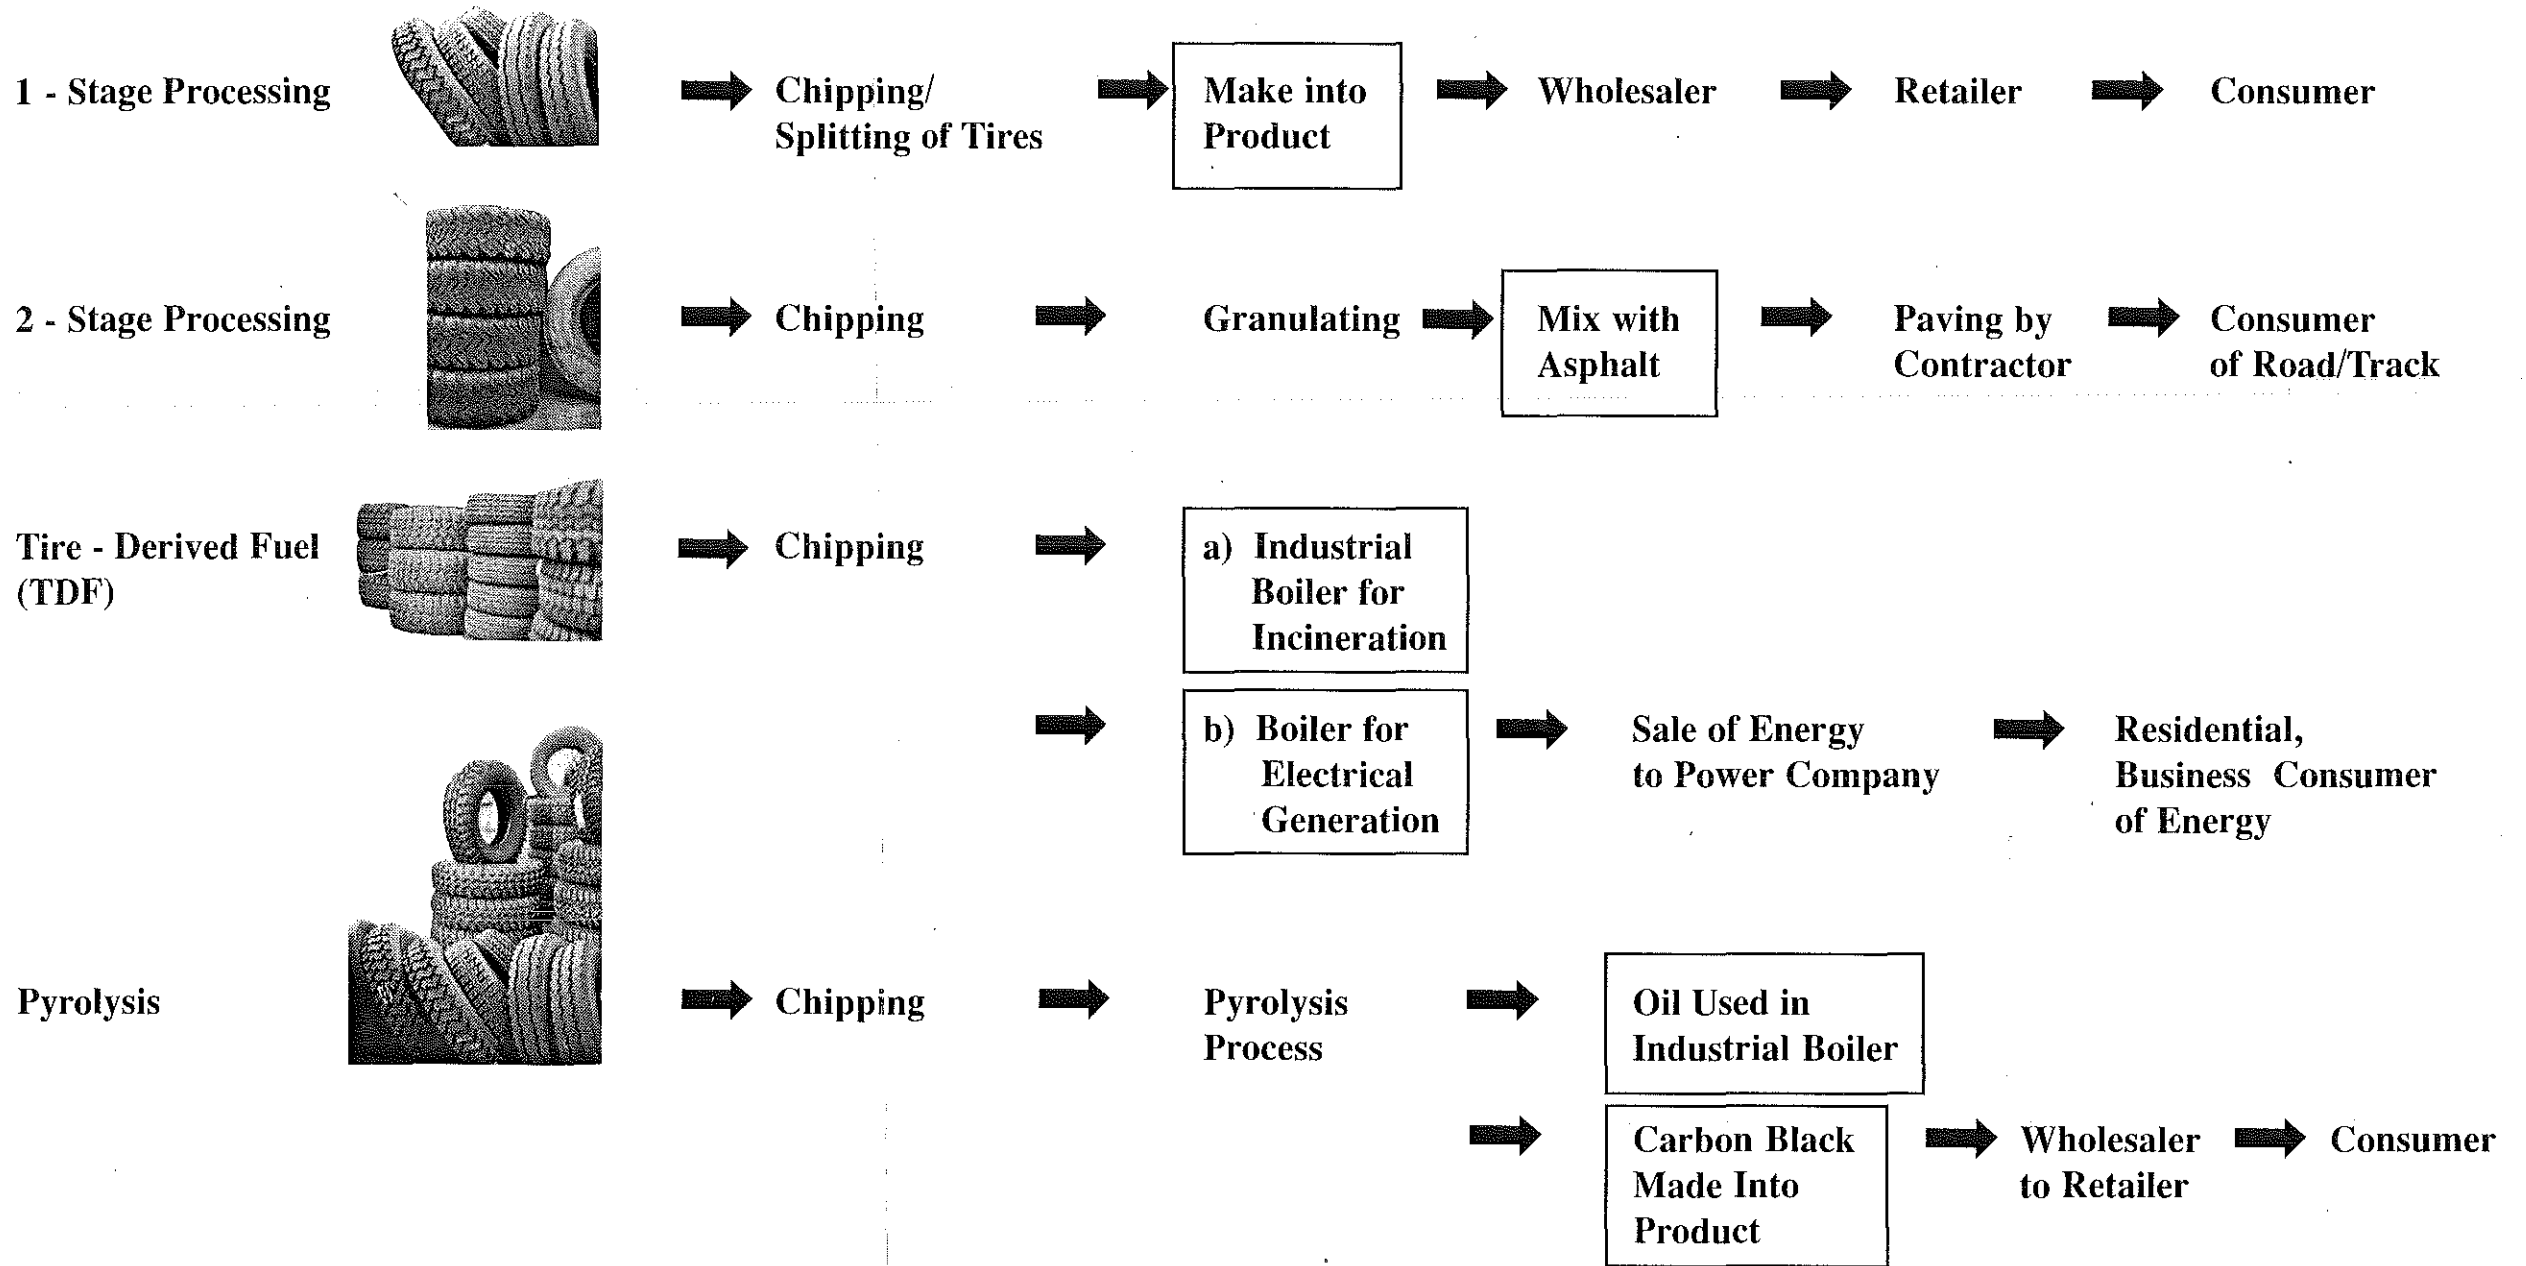 1 - Stage Processing
Chipping/
Splitting of Tires
Make into
Product
Wholesaler
Retailer
Consumer
2 - Stage Processing
Chipping
Granulating
Mix with
Asphalt
Paving by
Contractor
Consumer
of Road/Track
Tire - Derived Fuel
(TDF)
Chipping
a) Industrial
Boiler for
Incineration
b) Boiler for
Electrical
Generation
Sale of Energy
to Power Company
Residential,
Business Consumer
of Energy
Pyrolysis
Chipping
Pyrolysis
Process
Oil Used in
Industrial Boiler
Carbon Black
Made Into
Product
Wholesaler
to Retailer
Consumer